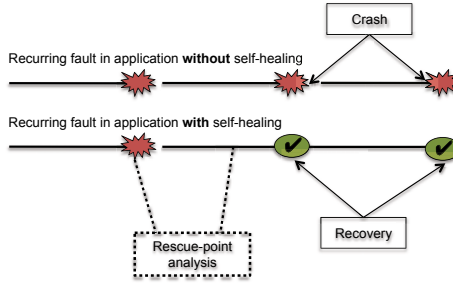 Crash
Recurring fault in application without self-healing
Recurring fault in application with self-healing
Rescue-point
analysis
Recovery